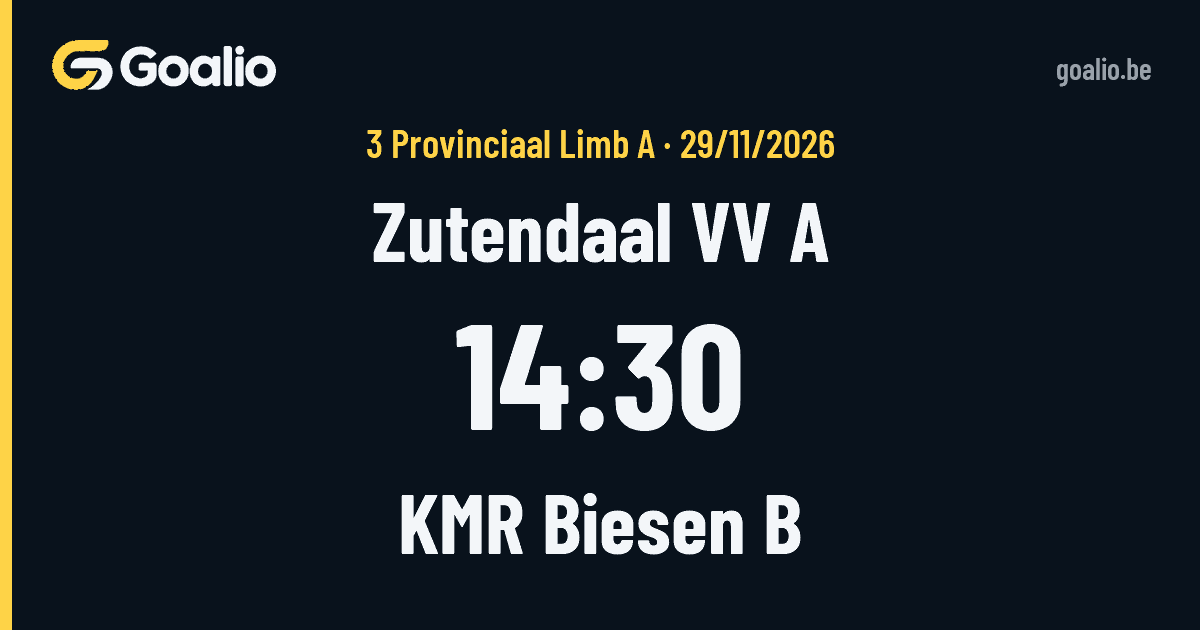 Goalio
goalio.be
3 Provinciaal Limb A · 29/11/2026
Zutendaal VV A
14:30
KMR Biesen B